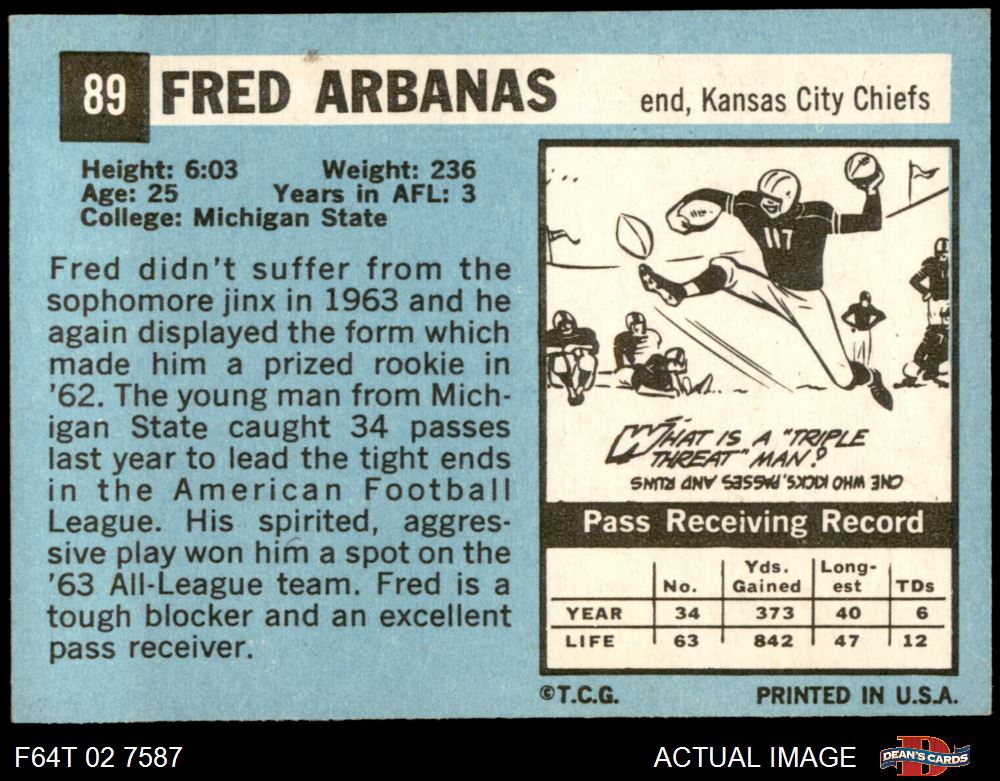 89 FRED ARBANAS end, Kansas City Chiefs
Height: 6:03 Weight: 236
Age: 25 Years in AFL: 3
College: Michigan State
Fred didn't suffer from the
sophomore jinx in 1963 and he
again displayed the form which
made him a prized rookie in
'62. The young man from Mich-
igan State caught 34 passes
last year to lead the tight ends
in the American Football
League. His spirited, aggres-
sive play won him a spot on the
'63 All-League team. Fred is a
tough blocker and an excellent
pass receiver.
117
WHAT IS A "TRIPLE
THREAT" MAN?
ONE WHO KICKS, PASSES, AND RUNS
Pass Receiving Record
No. Yds. Gained Long-est TDs
YEAR 34 373 40 6
LIFE 63 842 47 12
©T.C.G. PRINTED IN U.S.A.
F64T 02 7587 ACTUAL IMAGE DEAN'S CARDS